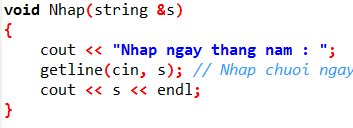 void Nhap(string &s)
{
cout << "Nhap ngay thang nam : ";
getline(cin, s); // Nhap chuoi ngay
cout << s << endl;
}